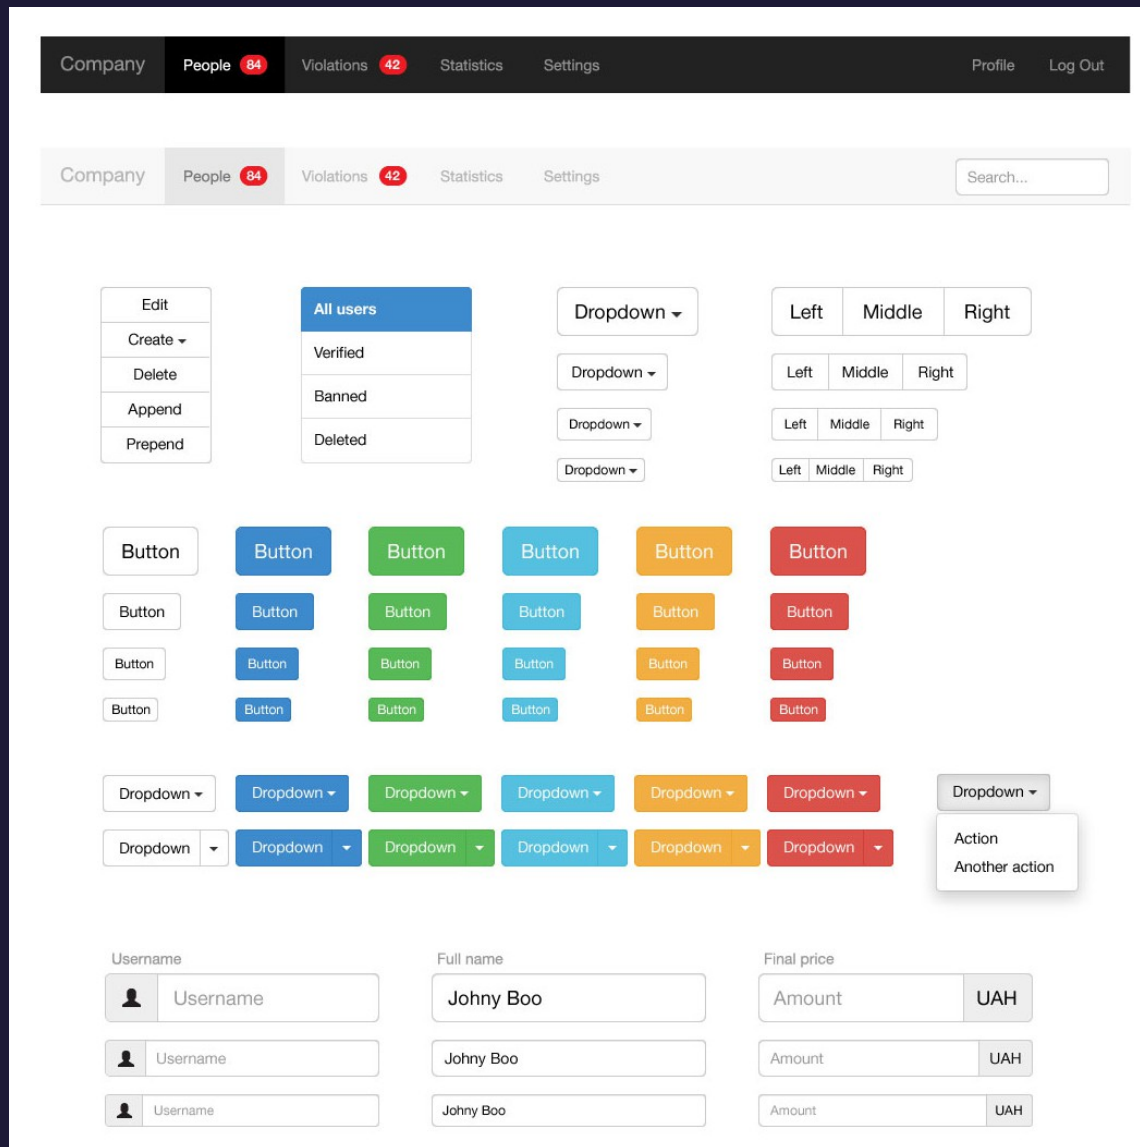 Company People 84 Violations 42 Statistics Settings Profile Log Out
Company People 84 Violations 42 Statistics Settings Search...
Edit
Create
Delete
Append
Prepend
All users
Verified
Banned
Deleted
Dropdown
Dropdown
Dropdown
Dropdown
Left Middle Right
Left Middle Right
Left Middle Right
Left Middle Right
Button Button Button Button Button Button
Button Button Button Button Button Button
Button Button Button Button Button Button
Button Button Button Button Button Button
Dropdown Dropdown Dropdown Dropdown Dropdown Dropdown
Dropdown Dropdown Dropdown Dropdown Dropdown Dropdown
Dropdown
Action
Another action
Username Full name Final price
Username Johny Boo Amount UAH
Username Johny Boo Amount UAH
Username Johny Boo Amount UAH